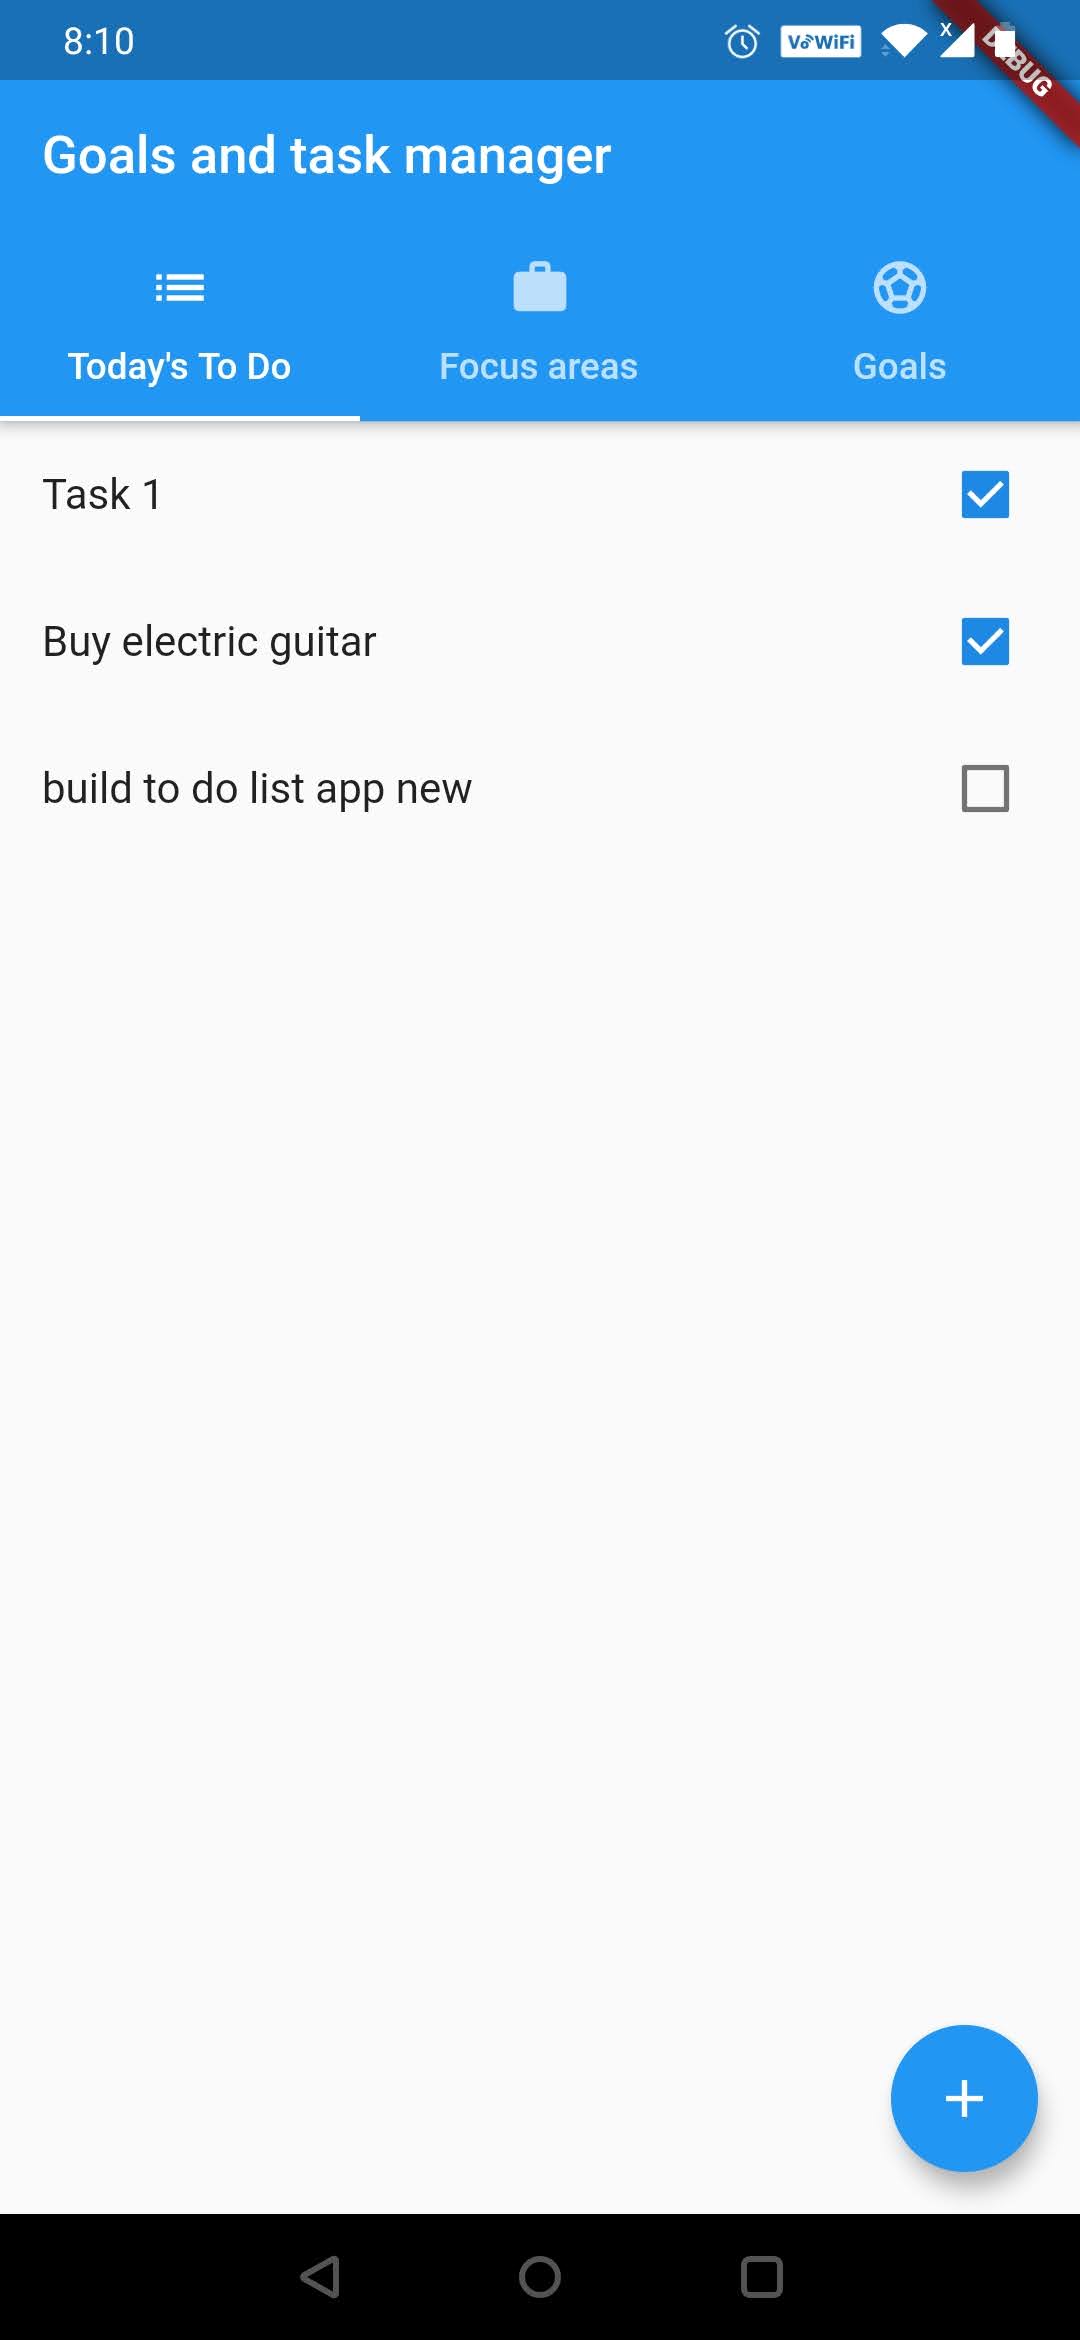 8:10
VoWiFi
X
DEBUG
Goals and task manager
Today's To Do
Focus areas
Goals
Task 1
Buy electric guitar
build to do list app new